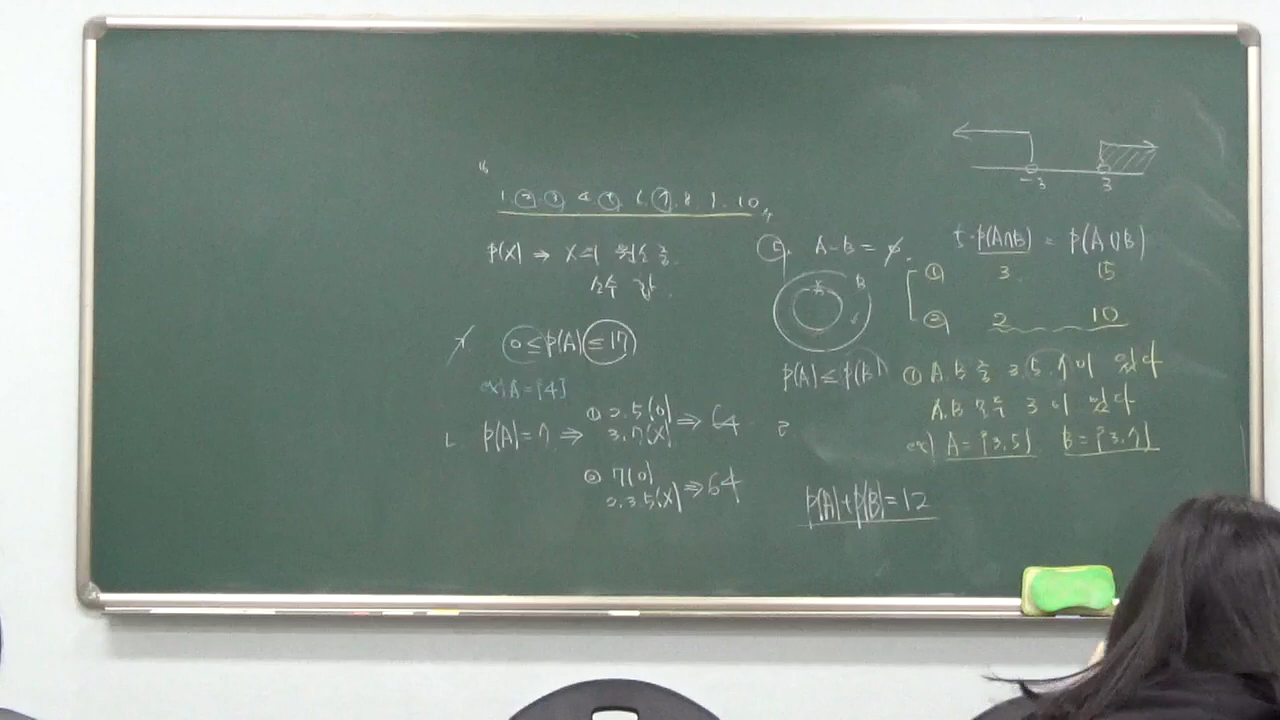 1 ② ③ 4 ⑤ 6 ⑦ 8 9 10
P(X) ⇒ X의 원소 중
소수 합
0 ≤ P(A) ≤ 17
ex) A = {4}
ㄴ P(A) = 7 ⇒
① 2.5(O)
3.7(X) ⇒ 64
② 7(O)
2.3.5(X) ⇒ 64
A-B = ∅.
B
P(A) ≤ P(B)
ㄷ
P(A)+P(B)=12
-3 3
5·P(A∩B) = P(A∪B)
① 3 15
② 2 10
① A.B 중 3.5.7이 있다
A.B 모두 3이 있다
ex) A = {3.5} B = {3.7}